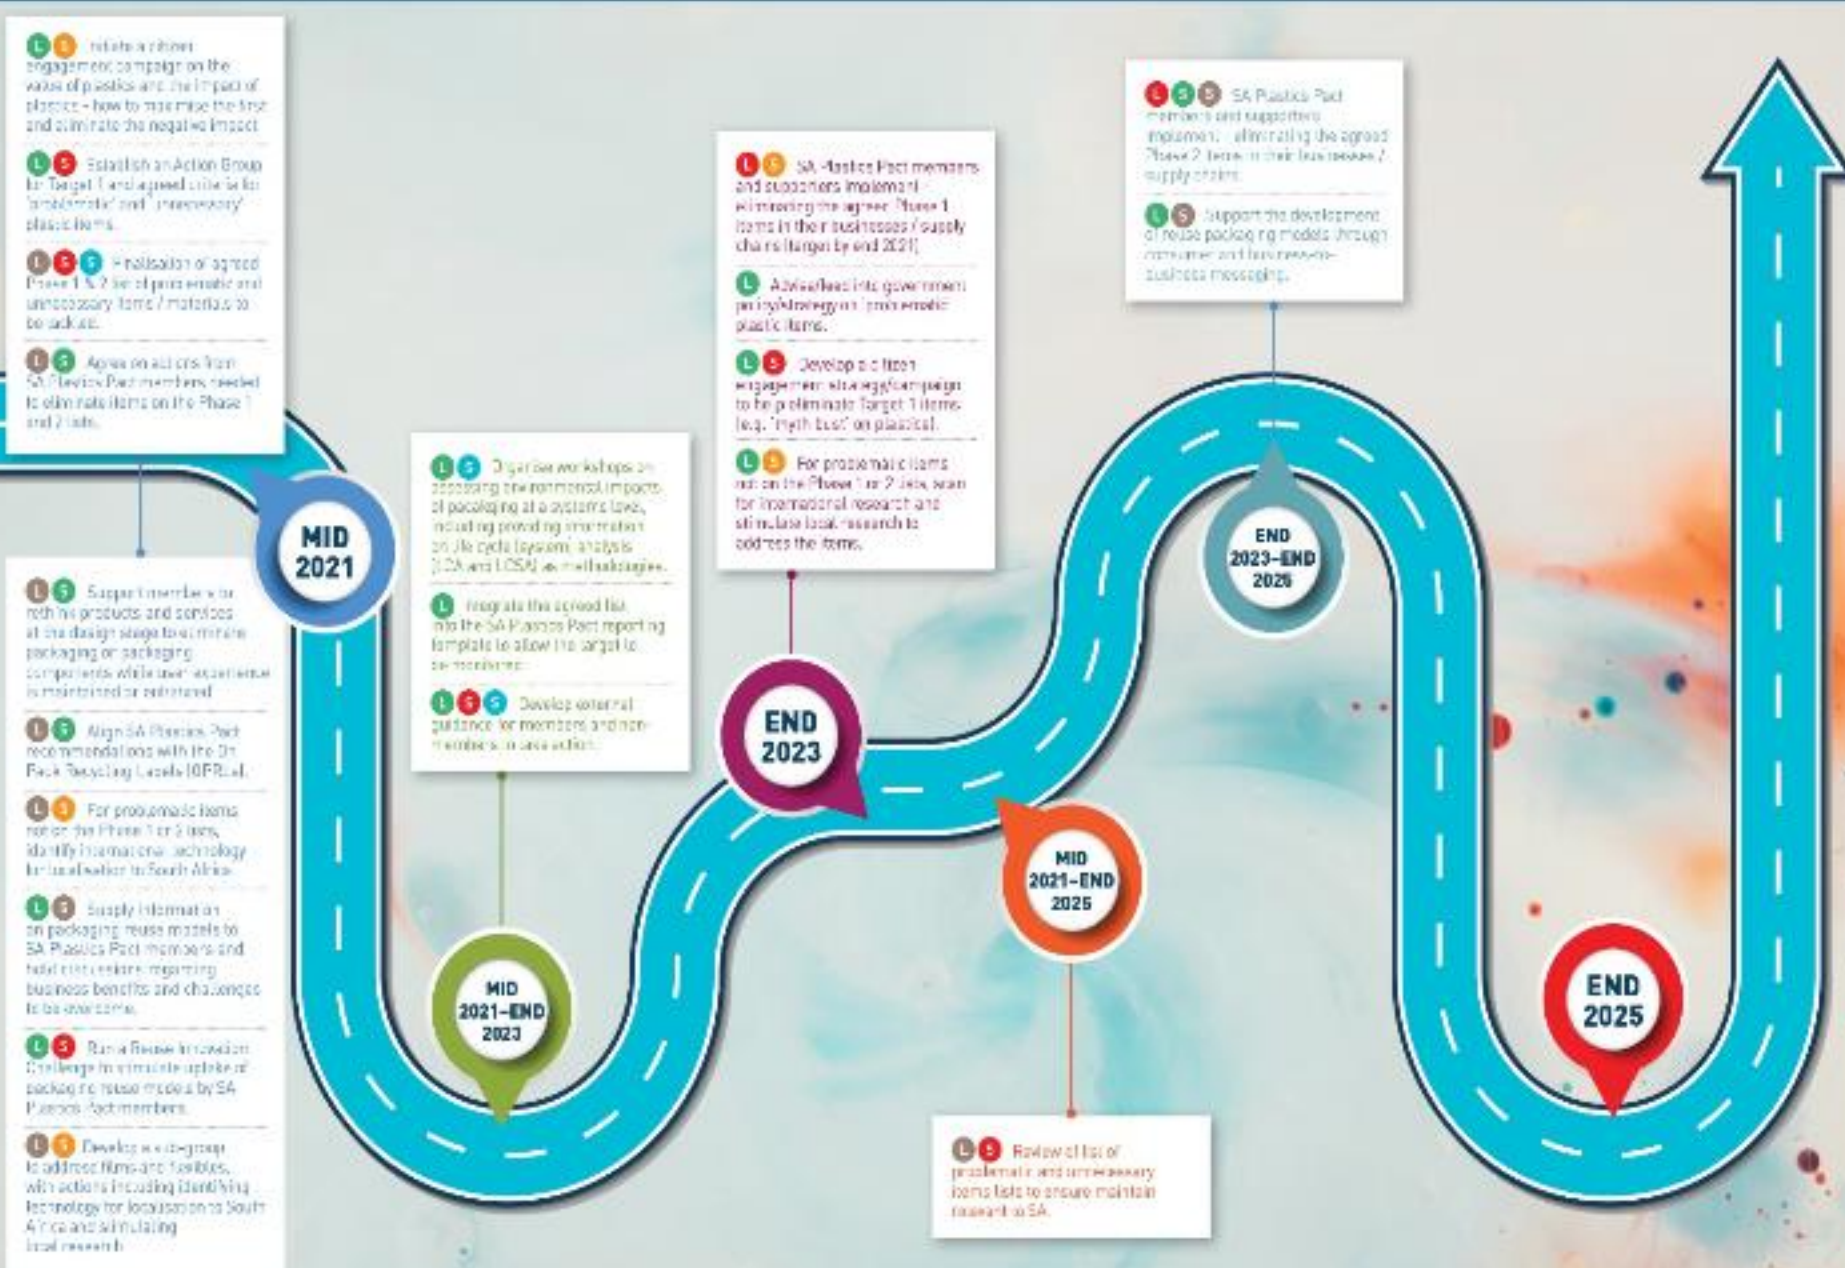 L S Initiate a citizen
engagement campaign on the
value of plastics and the impact of
plastics – how to maximise the first
and eliminate the negative impact
L S Establish an Action Group
for Target 1 and agreed criteria for
'problematic' and 'unnecessary'
plastic items.
L S S Finalisation of agreed
Phase 1 & 2 list of problematic and
unnecessary items / materials to
be tackled.
L S Agree on actions from
SA Plastics Pact members needed
to eliminate items on the Phase 1
and 2 lists.
MID
2021
L S Support members to
rethink products and services
at the design stage to eliminate
packaging or packaging
components while user experience
is maintained or enhanced
L S Align SA Plastics Pact
recommendations with the On
Pack Recycling Labels (OPRLs).
L S For problematic items
not on the Phase 1 or 2 lists,
identify international technology
for localisation to South Africa.
L S Supply information
on packaging reuse models to
SA Plastics Pact members and
hold discussions regarding
business benefits and challenges
to be overcome.
L S Run a Reuse Innovation
Challenge to stimulate uptake of
packaging reuse models by SA
Plastics Pact members.
L S Develop a sub-group
to address films and flexibles,
with actions including identifying
technology for localisation to South
Africa and stimulating
local research
L S Organise workshops on
assessing environmental impacts
of pacakging at a systems level,
including providing information
on life cycle (system) analysis
(LCA and LCSA) as methodologies.
L Integrate the agreed list
into the SA Plastics Pact reporting
template to allow the target to
be monitored.
L S S Develop external
guidance for members and non-
members to take action.
MID
2021–END
2023
L S SA Plastics Pact members
and supporters implement –
eliminating the agreed Phase 1
items in their businesses / supply
chains (target by end 2021)
L Advise/feed into government
policy/strategy on 'problematic'
plastic items.
L S Develop a citizen
engagement strategy/campaign
to help eliminate Target 1 items
(e.g. 'myth bust' on plastics).
L S For problematic items
not on the Phase 1 or 2 lists, scan
for international research and
stimulate local research to
address the items.
END
2023
MID
2021–END
2025
L S Review of list of
problematic and unnecessary
items lists to ensure maintain
relevant to SA.
L S S SA Plastics Pact
members and supporters
implement – eliminating the agreed
Phase 2 items in their businesses /
supply chains.
L S Support the development
of reuse packaging models through
consumer and business-to-
business messaging.
END
2023–END
2025
END
2025